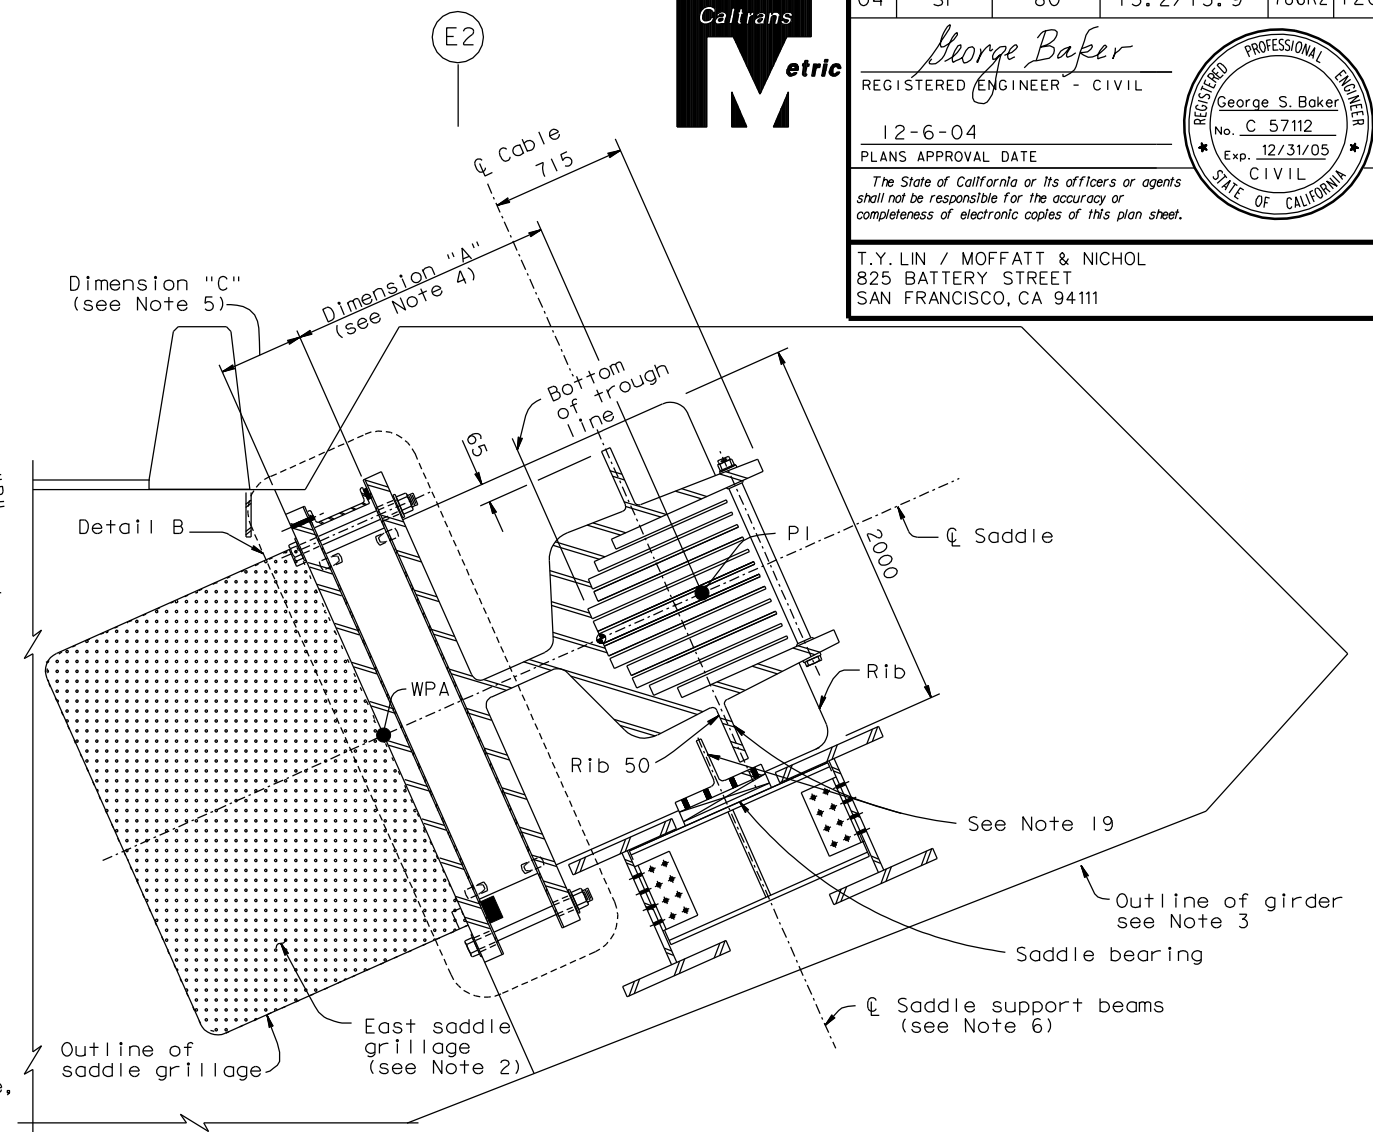 E2
Caltrans
etric
George Baker
REGISTERED ENGINEER - CIVIL
12-6-04
PLANS APPROVAL DATE
The State of California or its officers or agents
shall not be responsible for the accuracy or
completeness of electronic copies of this plan sheet.
REGISTERED PROFESSIONAL ENGINEER
George S. Baker
No. C 57112
Exp. 12/31/05
CIVIL
STATE OF CALIFORNIA
T.Y. LIN / MOFFATT & NICHOL
825 BATTERY STREET
SAN FRANCISCO, CA 94111
℄ Cable
715
Dimension "A"
(see Note 4)
Dimension "C"
(see Note 5)
Bottom
of trough
line
65
Detail B
PI
℄ Saddle
2000
WPA
Rib
Rib 50
See Note 19
Outline of girder
see Note 3
Saddle bearing
℄ Saddle support beams
(see Note 6)
East saddle
grillage
(see Note 2)
Outline of
saddle grillage